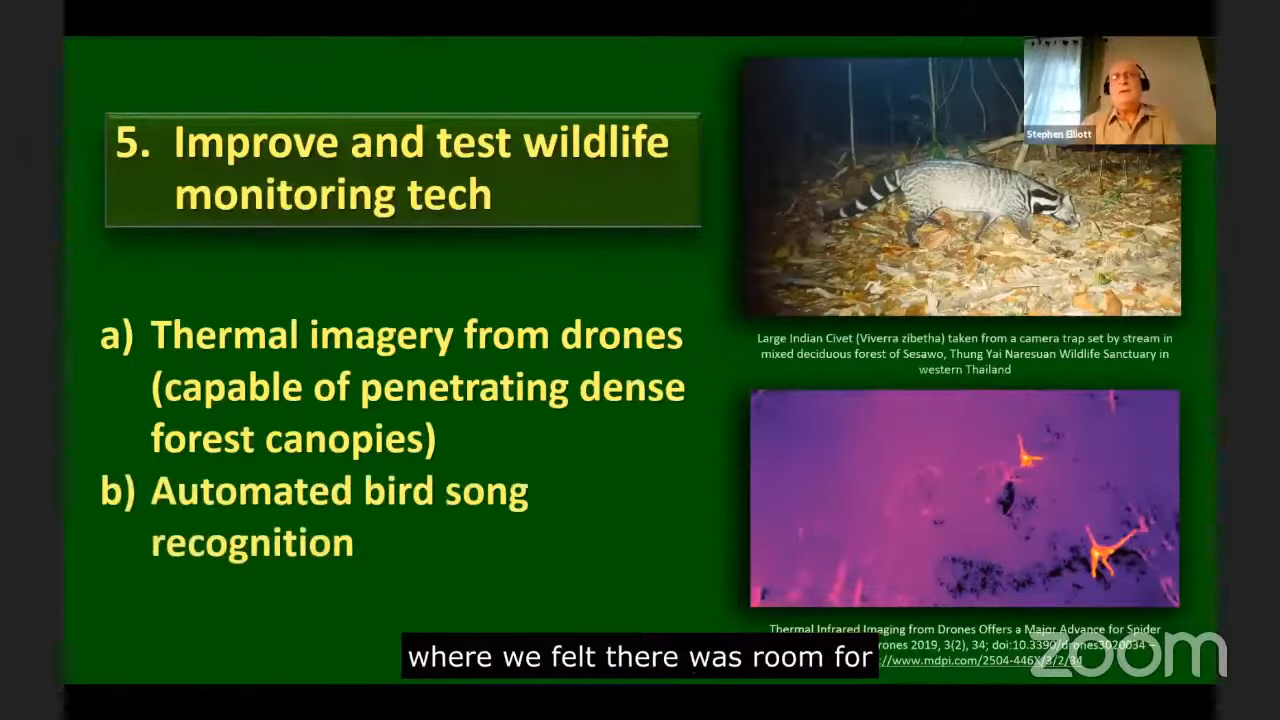 Stephen Elliott
5. Improve and test wildlife
monitoring tech
a) Thermal imagery from drones
(capable of penetrating dense
forest canopies)
b) Automated bird song
recognition
Large Indian Civet (Viverra zibetha) taken from a camera trap set by stream in
mixed deciduous forest of Sesawo, Thung Yai Naresuan Wildlife Sanctuary in
western Thailand
Thermal Infrared Imaging from Drones Offers a Major Advance for Spider
rones 2019, 3(2), 34; doi:10.3390/drones3020034 –
://www.mdpi.com/2504-446X/3/2/34
where we felt there was room for
zoom